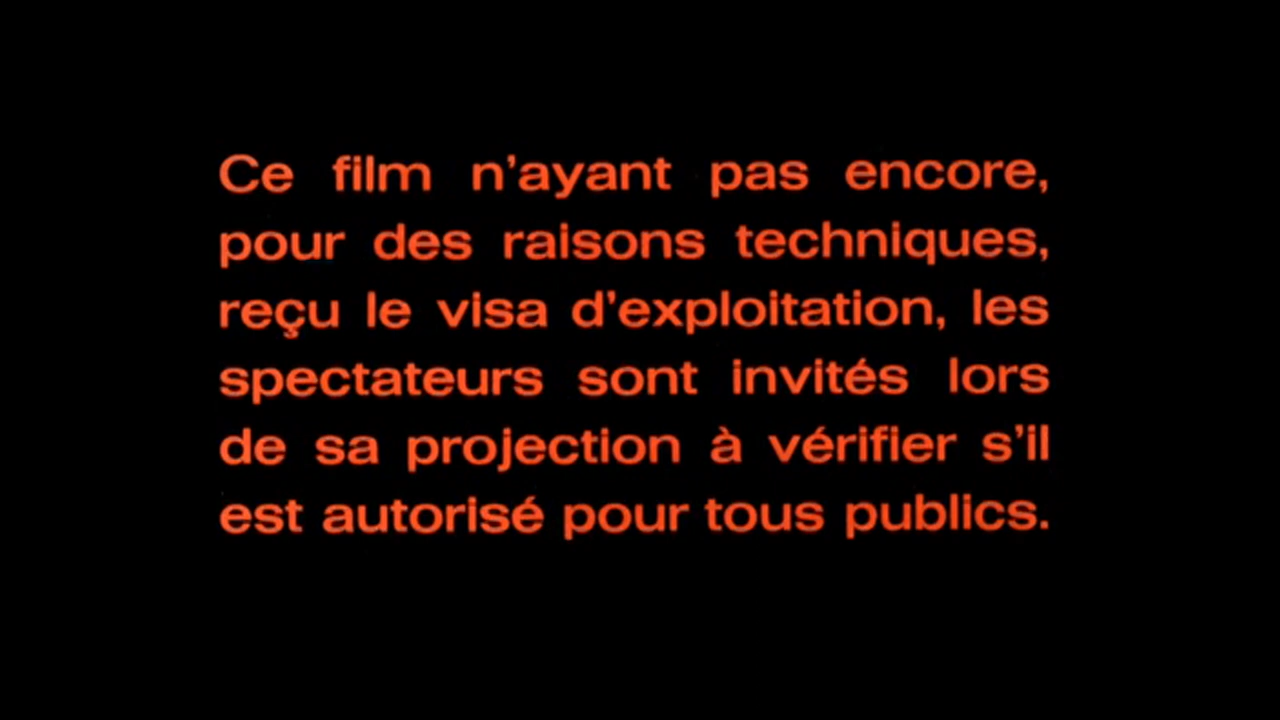 Ce film n’ayant pas encore,
pour des raisons techniques,
reçu le visa d’exploitation, les
spectateurs sont invités lors
de sa projection à vérifier s’il
est autorisé pour tous publics.